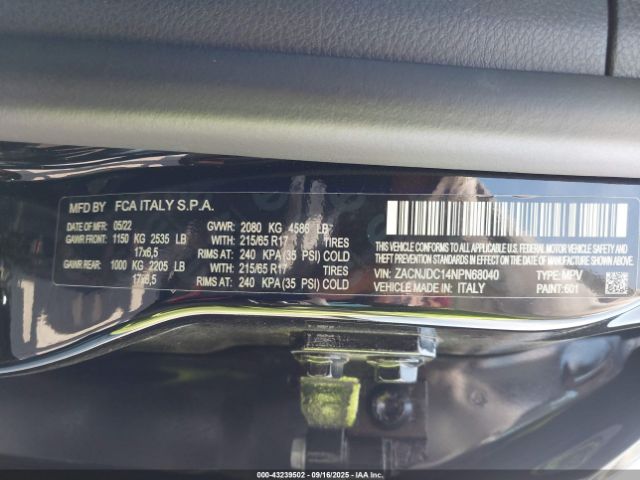 MFD BY FCA ITALY S.P.A.
DATE OF MFR: 05/22 GVWR: 2080 KG 4586 LB
GAWR FRONT: 1150 KG 2535 LB WITH: 215/65 R17 TIRES
17x6,5 RIMS AT: 240 KPA (35 PSI) COLD
GAWR REAR: 1000 KG 2205 LB WITH: 215/65 R17 TIRES
17x6,5 RIMS AT: 240 KPA (35 PSI) COLD
THIS VEHICLE CONFORMS TO ALL APPLICABLE FEDERAL MOTOR VEHICLE SAFETY, BUMPER, AND THEFT PREVENTION STANDARDS IN EFFECT ON THE DATE OF MANUFACTURE SHOWN ABOVE.
VIN: ZACNJDC14NPN68040 TYPE: MPV
VEHICLE MADE IN: ITALY PAINT: 601
000-43239502 - 09/16/2025 - IAA Inc.